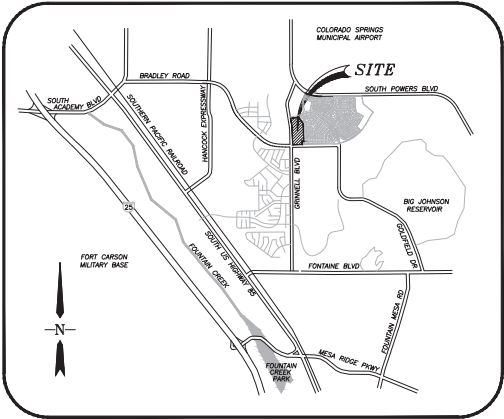 COLORADO SPRINGS
MUNICIPAL AIRPORT
SITE
BRADLEY ROAD
SOUTH POWERS BLVD
SOUTH
ACADEMY BLVD
SOUTHERN PACIFIC RAILROAD
HANCOCK EXPRESSWAY
GRINNELL BLVD
BIG JOHNSON
RESERVOIR
25
GOLDFIELD DR
SOUTH US HIGHWAY 85
FOUNTAIN CREEK
FORT CARSON
MILITARY BASE
FONTAINE BLVD
FOUNTAIN MESA RD
N
MESA RIDGE PKWY
FOUNTAIN
CREEK
PARK